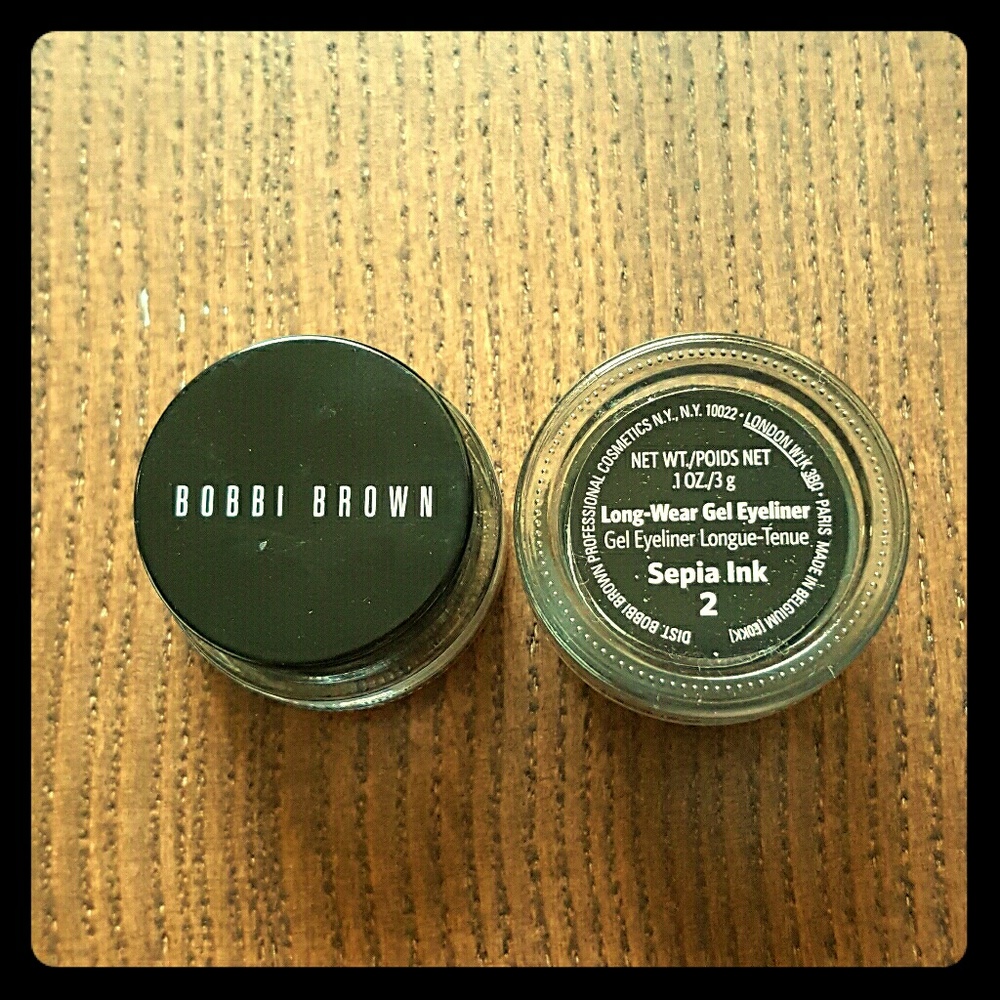 BOBBI BROWN
DIST. BOBBI BROWN PROFESSIONAL COSMETICS N.Y., N.Y. 10022 • LONDON W1K 3BQ • PARIS MADE IN BELGIUM [E0KK]
NET WT./POIDS NET
.1 OZ./3 g
Long-Wear Gel Eyeliner
Gel Eyeliner Longue-Tenue
Sepia Ink
2